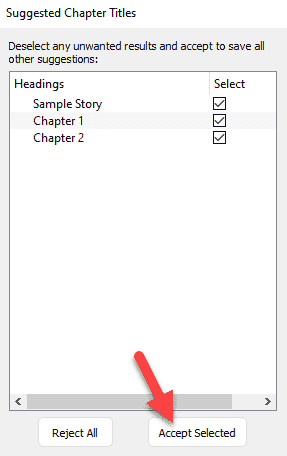 Suggested Chapter Titles
Deselect any unwanted results and accept to save all
other suggestions:
Headings Select
Sample Story
Chapter 1
Chapter 2
Reject All Accept Selected